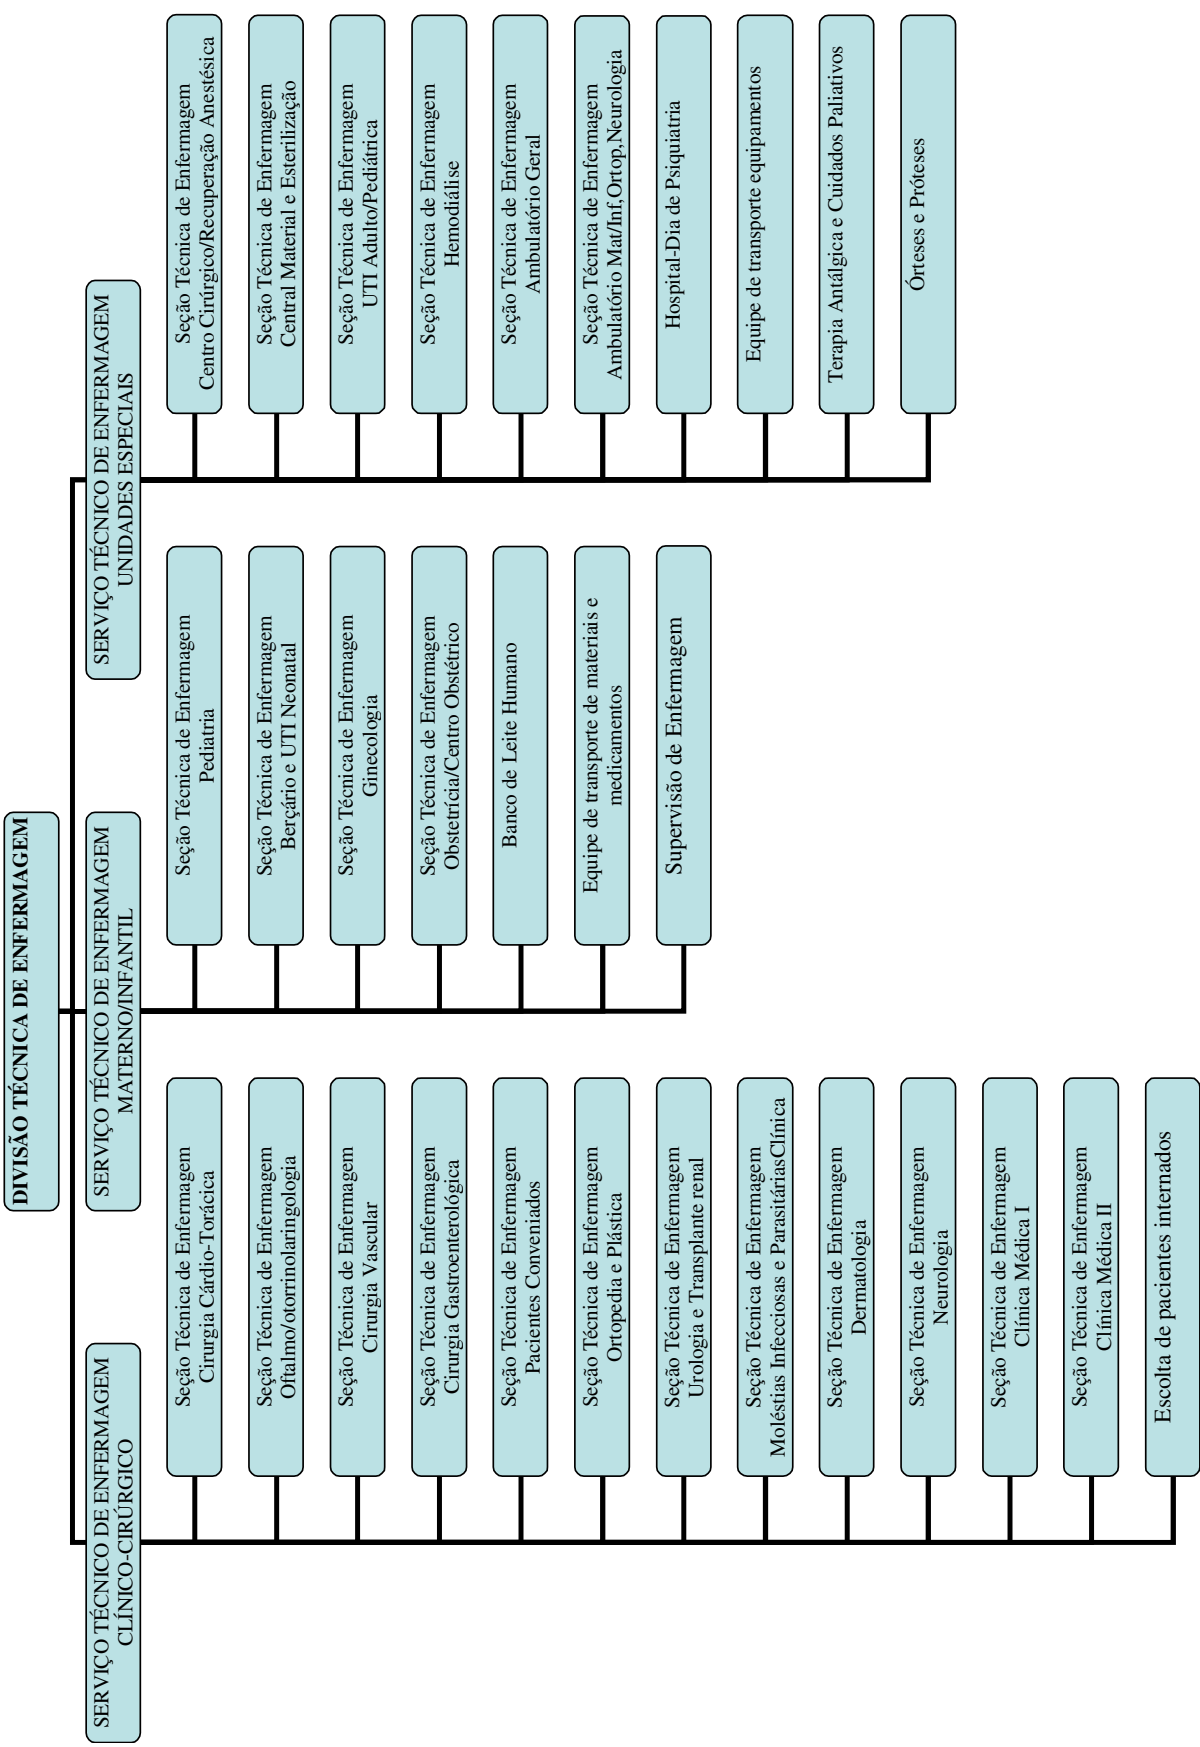 DIVISÃO TÉCNICA DE ENFERMAGEM
SERVIÇO TÉCNICO DE ENFERMAGEM
CLÍNICO-CIRÚRGICO
Seção Técnica de Enfermagem
Cirurgia Cárdio-Torácica
Seção Técnica de Enfermagem
Oftalmo/otorrinolaringologia
Seção Técnica de Enfermagem
Cirurgia Vascular
Seção Técnica de Enfermagem
Cirurgia Gastroenterológica
Seção Técnica de Enfermagem
Pacientes Conveniados
Seção Técnica de Enfermagem
Ortopedia e Plástica
Seção Técnica de Enfermagem
Urologia e Transplante renal
Seção Técnica de Enfermagem
Moléstias Infecciosas e ParasitáriasClínica
Seção Técnica de Enfermagem
Dermatologia
Seção Técnica de Enfermagem
Neurologia
Seção Técnica de Enfermagem
Clínica Médica I
Seção Técnica de Enfermagem
Clínica Médica II
Escolta de pacientes internados
SERVIÇO TÉCNICO DE ENFERMAGEM
MATERNO/INFANTIL
Seção Técnica de Enfermagem
Pediatria
Seção Técnica de Enfermagem
Berçário e UTI Neonatal
Seção Técnica de Enfermagem
Ginecologia
Seção Técnica de Enfermagem
Obstetrícia/Centro Obstétrico
Banco de Leite Humano
Equipe de transporte de materiais e
medicamentos
Supervisão de Enfermagem
SERVIÇO TÉCNICO DE ENFERMAGEM
UNIDADES ESPECIAIS
Seção Técnica de Enfermagem
Centro Cirúrgico/Recuperação Anestésica
Seção Técnica de Enfermagem
Central Material e Esterilização
Seção Técnica de Enfermagem
UTI Adulto/Pediátrica
Seção Técnica de Enfermagem
Hemodiálise
Seção Técnica de Enfermagem
Ambulatório Geral
Seção Técnica de Enfermagem
Ambulatório Mat/Inf,Ortop,Neurologia
Hospital-Dia de Psiquiatria
Equipe de transporte equipamentos
Terapia Antálgica e Cuidados Paliativos
Órteses e Próteses